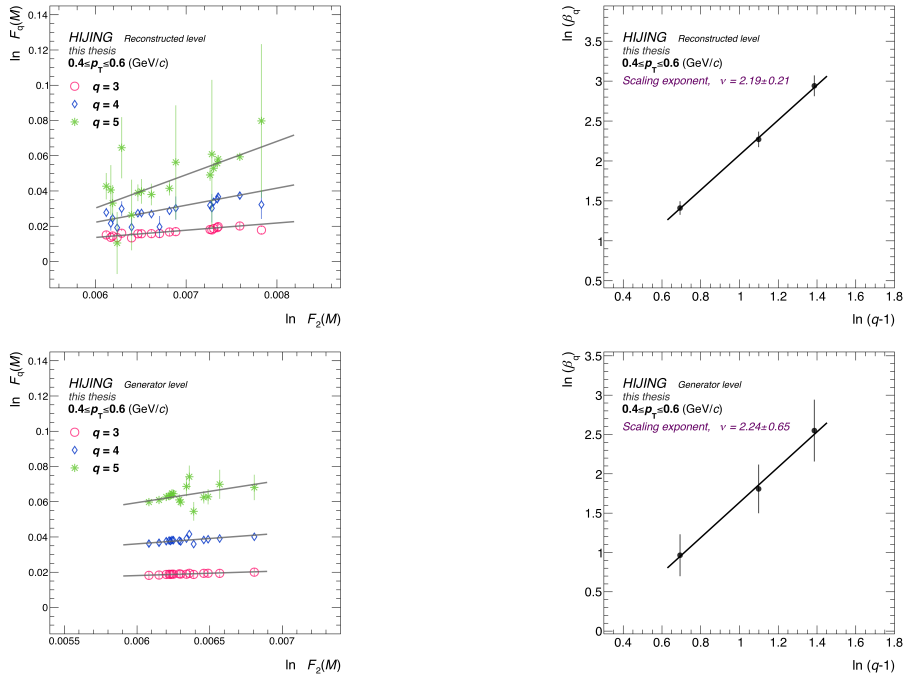 ln F_q(M)
0.14
0.12
0.1
0.08
0.06
0.04
0.02
0
HIJING Reconstructed level
this thesis
0.4≤p_T≤0.6 (GeV/c)
q = 3
q = 4
q = 5
0.006
0.007
0.008
ln F_2(M)
ln (β_q)
3.5
3
2.5
2
1.5
1
0.5
HIJING Reconstructed level
this thesis
0.4≤p_T≤0.6 (GeV/c)
Scaling exponent, ν = 2.19±0.21
0.4
0.6
0.8
1
1.2
1.4
1.6
1.8
ln (q-1)
ln F_q(M)
0.14
0.12
0.1
0.08
0.06
0.04
0.02
0
HIJING Generator level
this thesis
0.4≤p_T≤0.6 (GeV/c)
q = 3
q = 4
q = 5
0.0055
0.006
0.0065
0.007
ln F_2(M)
ln (β_q)
3.5
3
2.5
2
1.5
1
0.5
0
HIJING Generator level
this thesis
0.4≤p_T≤0.6 (GeV/c)
Scaling exponent, ν = 2.24±0.65
0.4
0.6
0.8
1
1.2
1.4
1.6
1.8
ln (q-1)